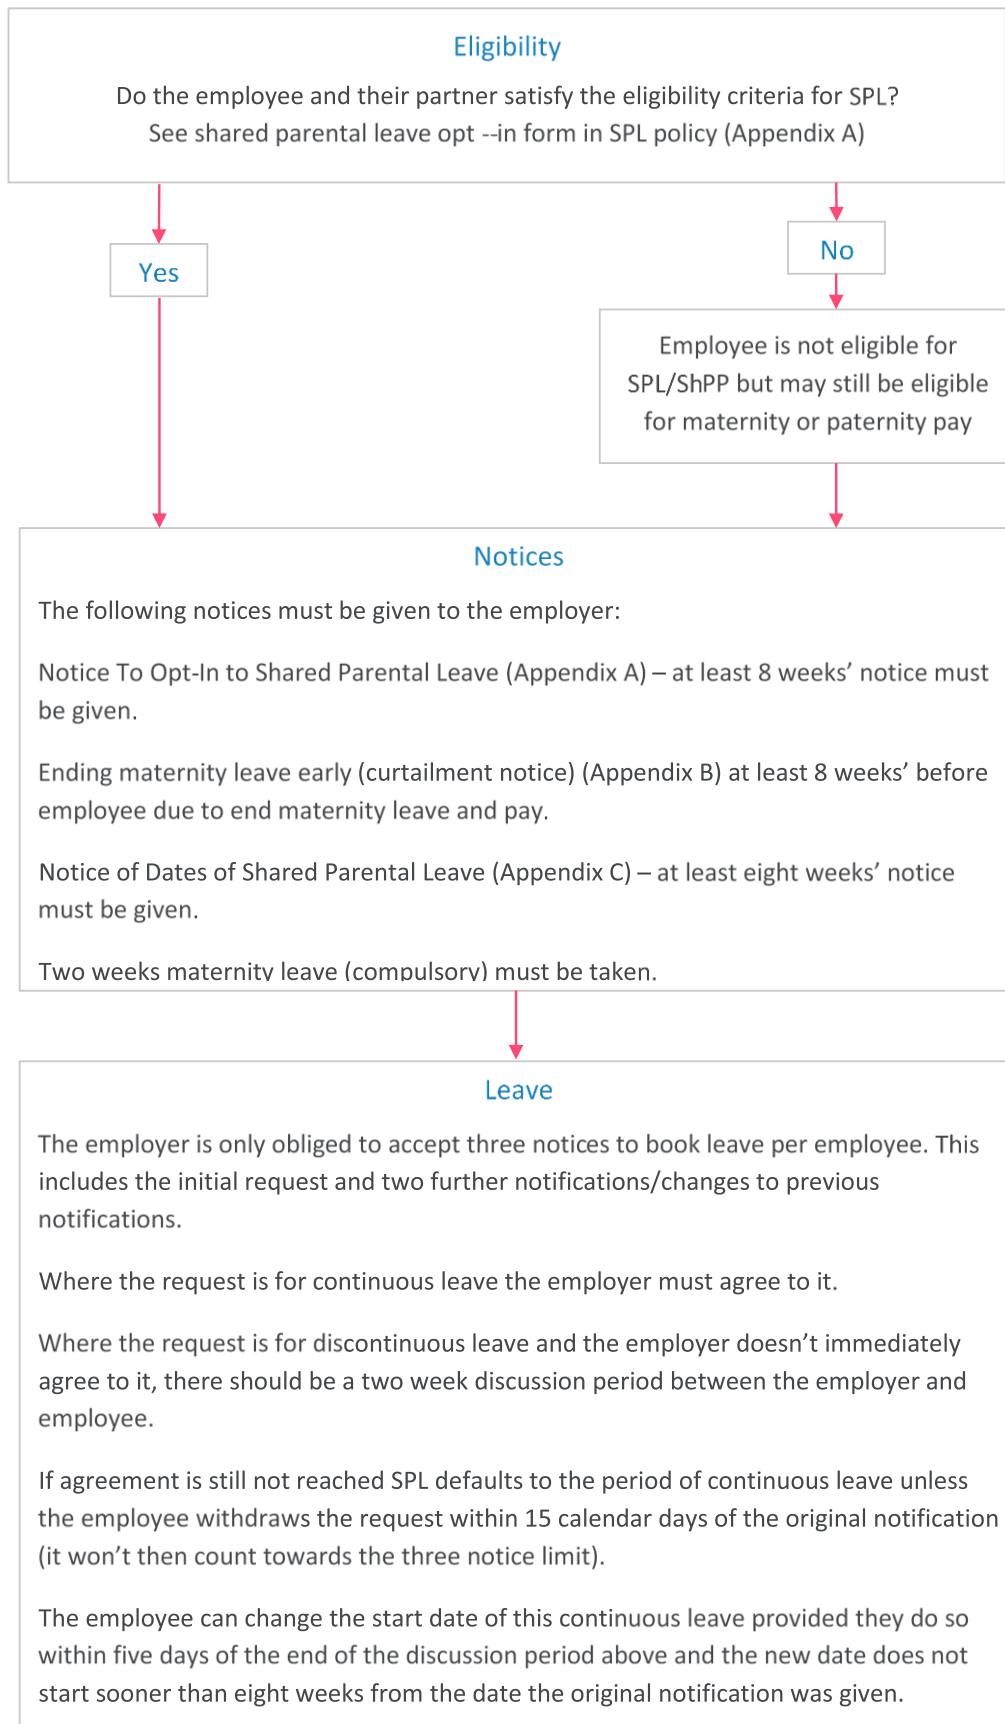 Eligibility
Do the employee and their partner satisfy the eligibility criteria for SPL?
See shared parental leave opt --in form in SPL policy (Appendix A)
Yes
No
Employee is not eligible for
SPL/ShPP but may still be eligible
for maternity or paternity pay
Notices
The following notices must be given to the employer:
Notice To Opt-In to Shared Parental Leave (Appendix A) – at least 8 weeks’ notice must
be given.
Ending maternity leave early (curtailment notice) (Appendix B) at least 8 weeks’ before
employee due to end maternity leave and pay.
Notice of Dates of Shared Parental Leave (Appendix C) – at least eight weeks’ notice
must be given.
Two weeks maternity leave (compulsory) must be taken.
Leave
The employer is only obliged to accept three notices to book leave per employee. This
includes the initial request and two further notifications/changes to previous
notifications.
Where the request is for continuous leave the employer must agree to it.
Where the request is for discontinuous leave and the employer doesn’t immediately
agree to it, there should be a two week discussion period between the employer and
employee.
If agreement is still not reached SPL defaults to the period of continuous leave unless
the employee withdraws the request within 15 calendar days of the original notification
(it won’t then count towards the three notice limit).
The employee can change the start date of this continuous leave provided they do so
within five days of the end of the discussion period above and the new date does not
start sooner than eight weeks from the date the original notification was given.